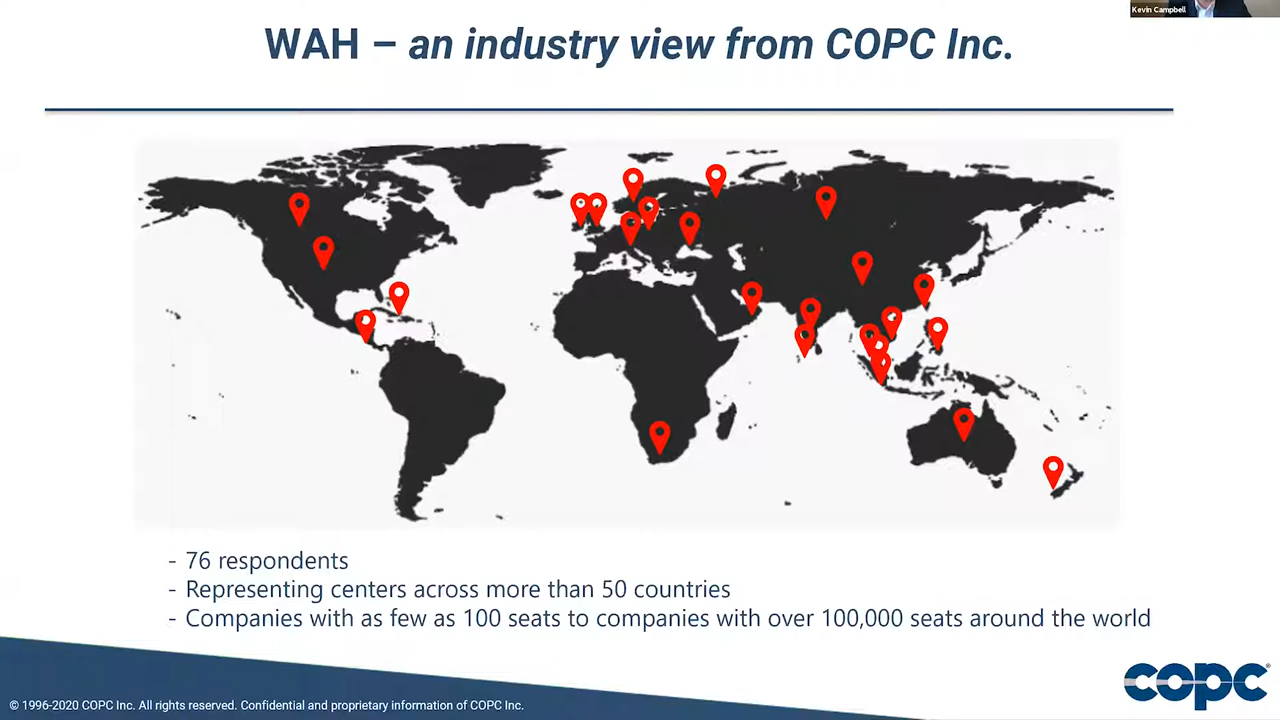 Kevin Campbell
WAH – an industry view from COPC Inc.
- 76 respondents
- Representing centers across more than 50 countries
- Companies with as few as 100 seats to companies with over 100,000 seats around the world
copc®
© 1996-2020 COPC Inc. All rights reserved. Confidential and proprietary information of COPC Inc.